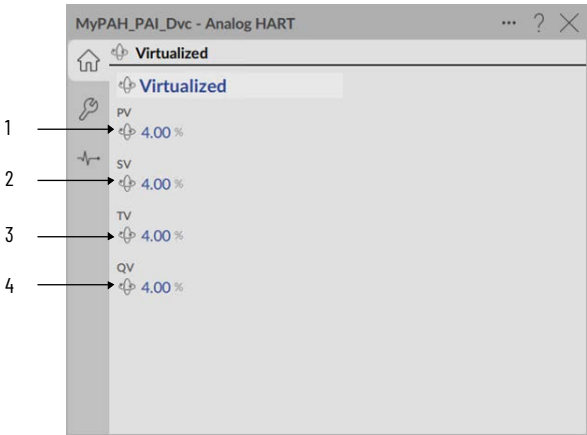 MyPAH_PAI_Dvc - Analog HART ... ?
Virtualized
Virtualized
PV
1 4.00 %
SV
2 4.00 %
TV
3 4.00 %
QV
4 4.00 %